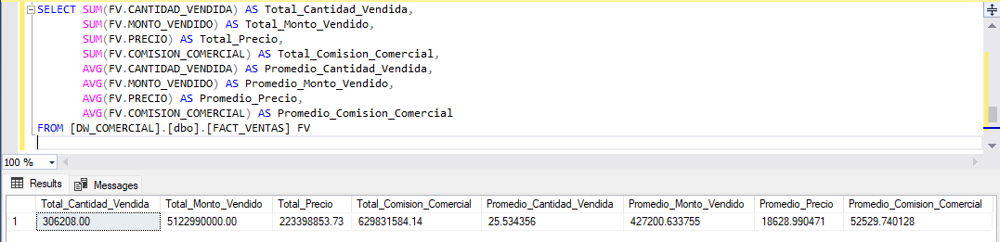 SELECT SUM(FV.CANTIDAD_VENDIDA) AS Total_Cantidad_Vendida,
SUM(FV.MONTO_VENDIDO) AS Total_Monto_Vendido,
SUM(FV.PRECIO) AS Total_Precio,
SUM(FV.COMISION_COMERCIAL) AS Total_Comision_Comercial,
AVG(FV.CANTIDAD_VENDIDA) AS Promedio_Cantidad_Vendida,
AVG(FV.MONTO_VENDIDO) AS Promedio_Monto_Vendido,
AVG(FV.PRECIO) AS Promedio_Precio,
AVG(FV.COMISION_COMERCIAL) AS Promedio_Comision_Comercial
FROM [DW_COMERCIAL].[dbo].[FACT_VENTAS] FV
100 %
Results Messages
Total_Cantidad_Vendida Total_Monto_Vendido Total_Precio Total_Comision_Comercial Promedio_Cantidad_Vendida Promedio_Monto_Vendido Promedio_Precio Promedio_Comision_Comercial
1 306208.00 5122990000.00 223398853.73 629831584.14 25.534356 427200.633755 18628.990471 52529.740128